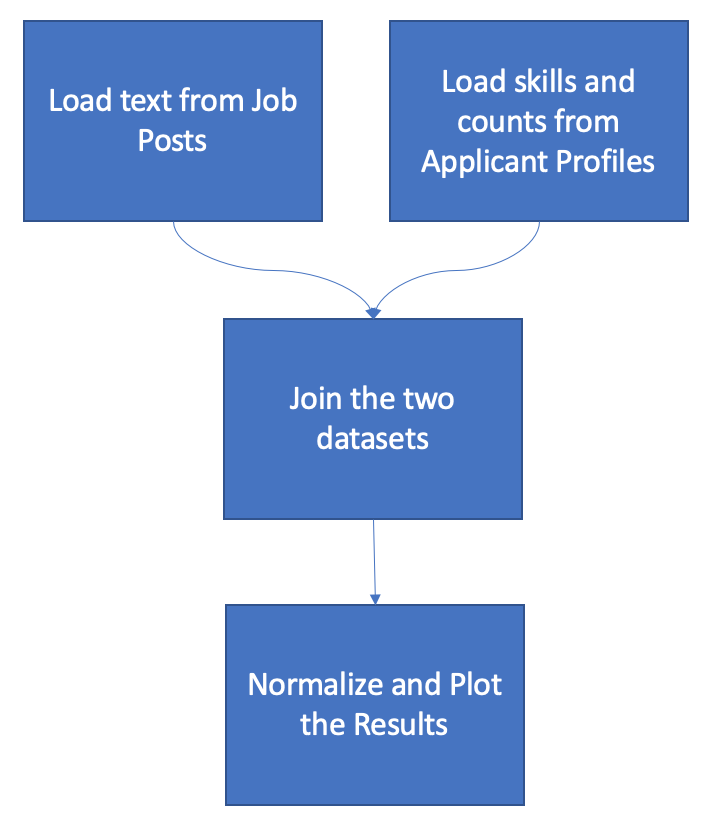 Load text from Job
Posts
Load skills and
counts from
Applicant Profiles
Join the two
datasets
Normalize and Plot
the Results